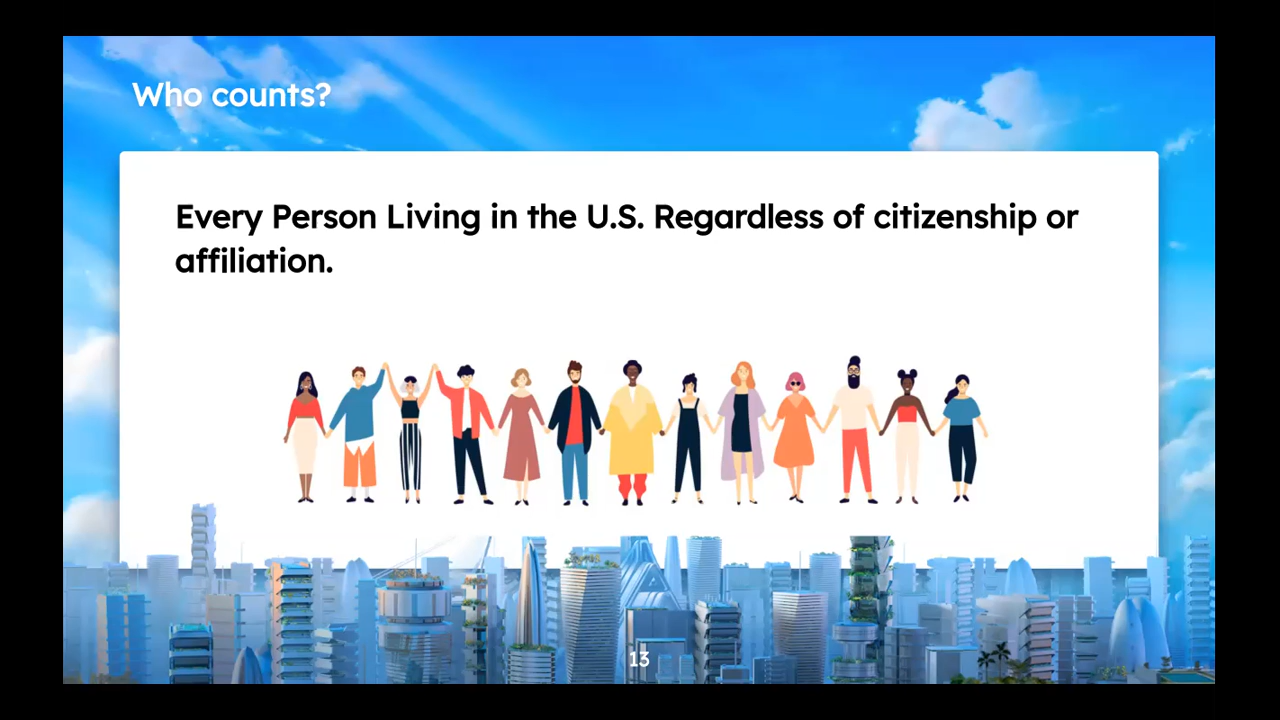 Who counts?
Every Person Living in the U.S. Regardless of citizenship or
affiliation.
13